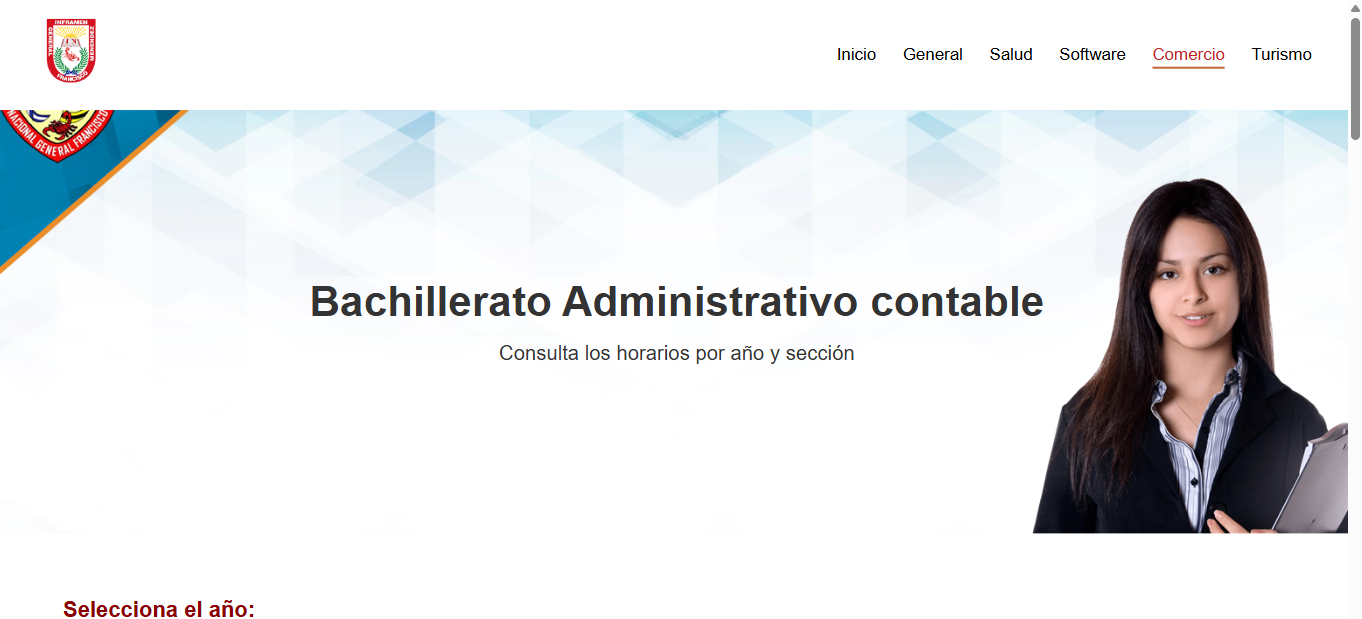 INFRAMEN
GENERAL
FRANCISCO
MENENDEZ
Inicio General Salud Software Comercio Turismo
NACIONAL GENERAL FRANCISCO
Bachillerato Administrativo contable
Consulta los horarios por año y sección
Selecciona el año: